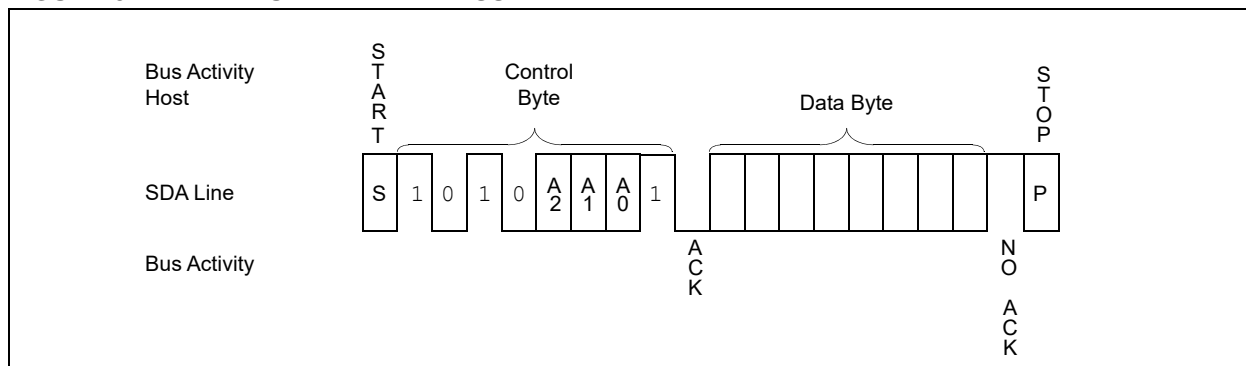 Bus Activity
Host
START
Control
Byte
Data Byte
STOP
SDA Line
S 1 0 1 0 A2 A1 A0 1 P
Bus Activity
ACK
NO ACK